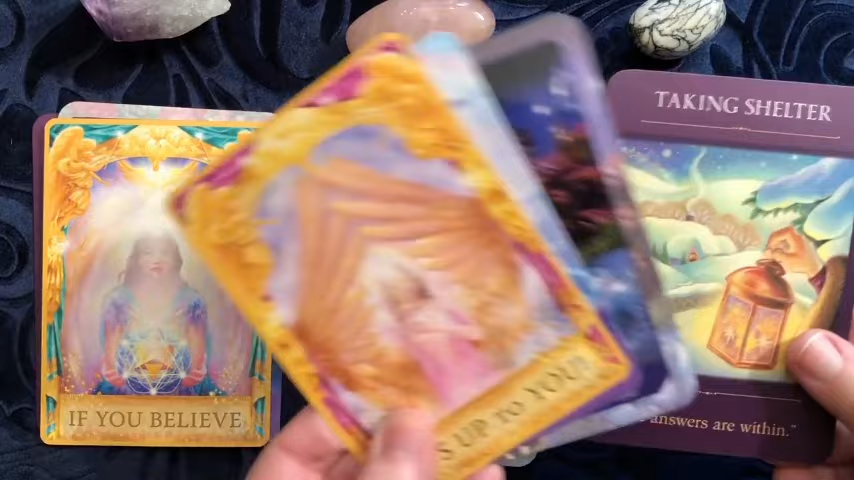 IF YOU BELIEVE
S UP to YOU!
TAKING SHELTER
answers are within."